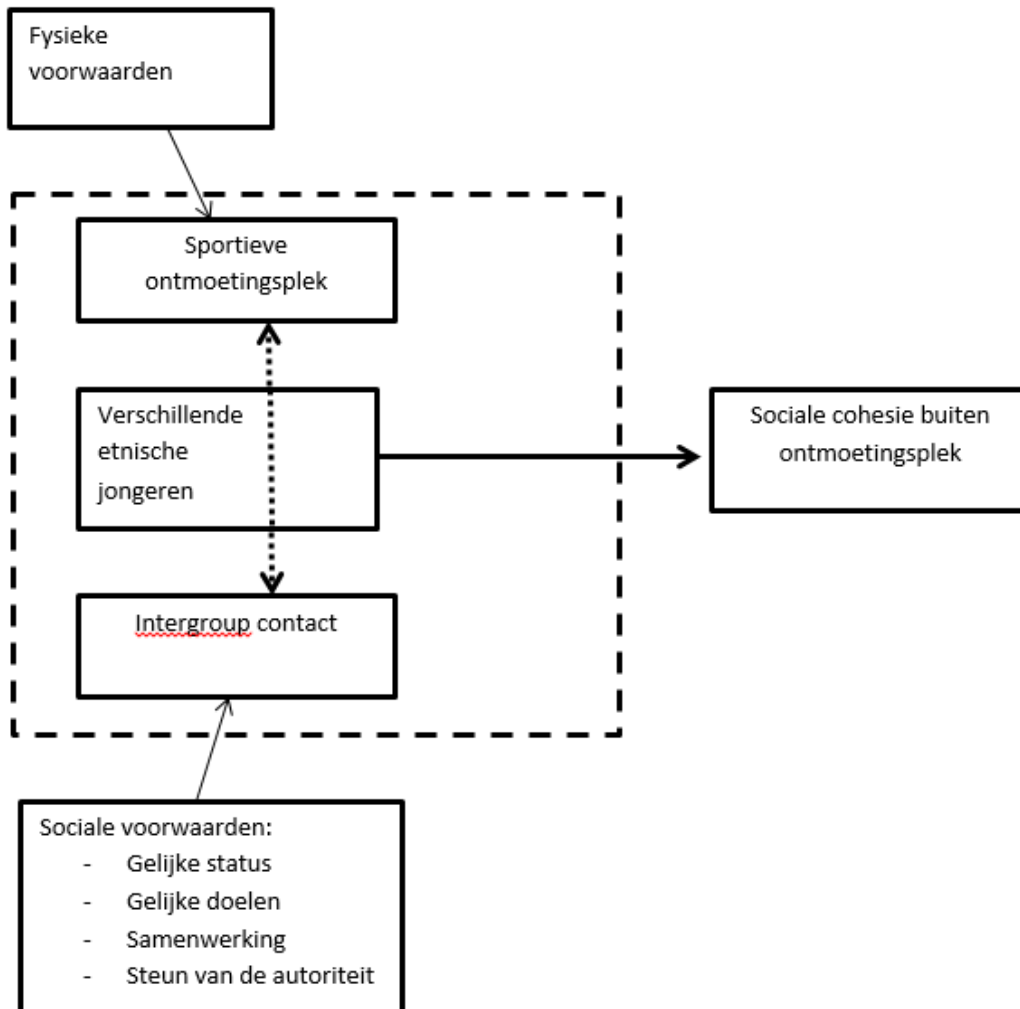 Fysieke
voorwaarden
Sportieve
ontmoetingsplek
Verschillende
etnische
jongeren
Sociale cohesie buiten
ontmoetingsplek
Intergroup contact
Sociale voorwaarden:
- Gelijke status
- Gelijke doelen
- Samenwerking
- Steun van de autoriteit